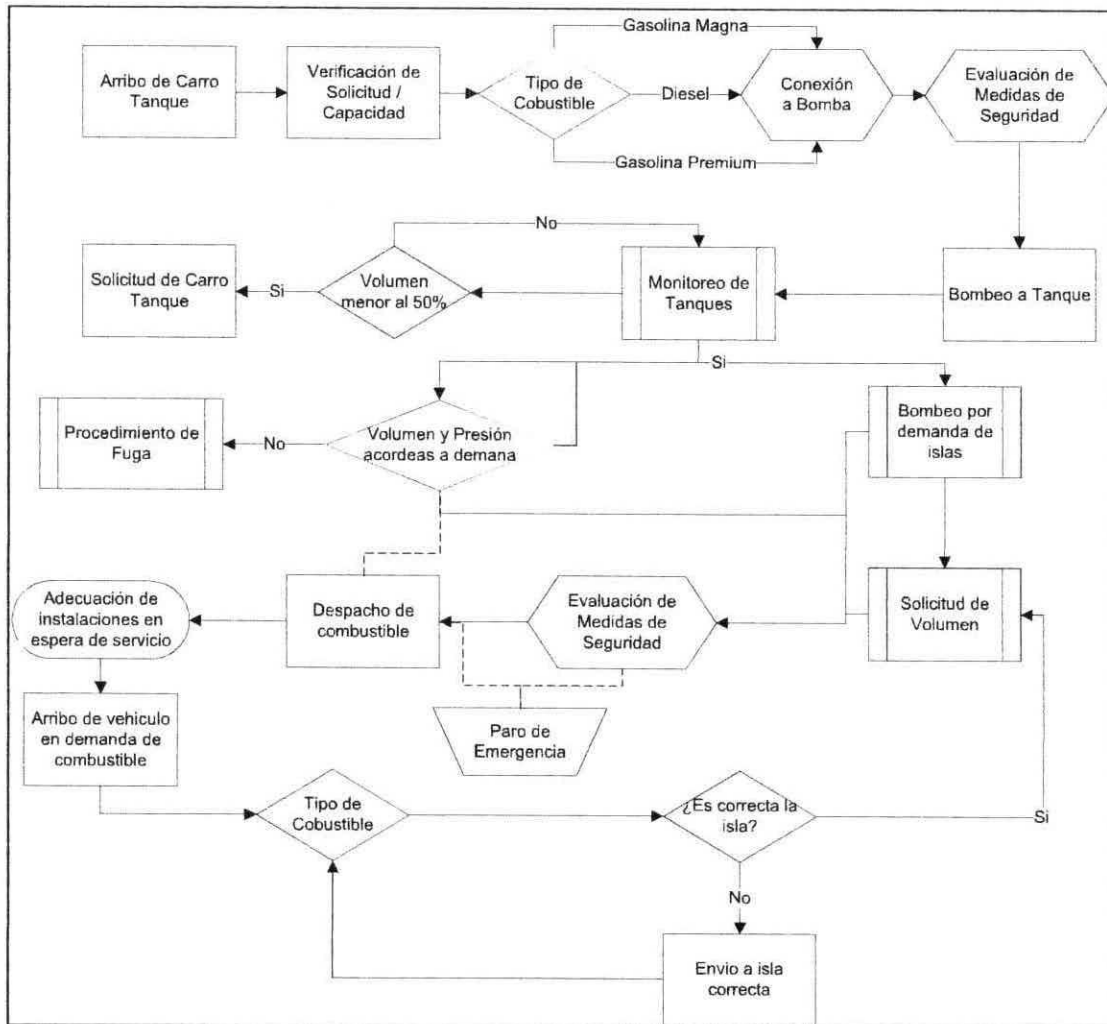 Gasolina Magna
Arribo de Carro
Tanque
Verificación de
Solicitud /
Capacidad
Tipo de
Cobustible
Diesel
Conexión
a Bomba
Evaluación de
Medidas de
Seguridad
Gasolina Premium
No
Solicitud de Carro
Tanque
Si
Volumen
menor al 50%
Monitoreo de
Tanques
Bombeo a Tanque
Si
Procedimiento de
Fuga
No
Volumen y Presión
acordeas a demana
Bombeo por
demanda de
islas
Adecuación de
instalaciones en
espera de servicio
Despacho de
combustible
Evaluación de
Medidas de
Seguridad
Solicitud de
Volumen
Arribo de vehiculo
en demanda de
combustible
Paro de
Emergencia
Tipo de
Cobustible
¿Es correcta la
isla?
Si
No
Envio a isla
correcta